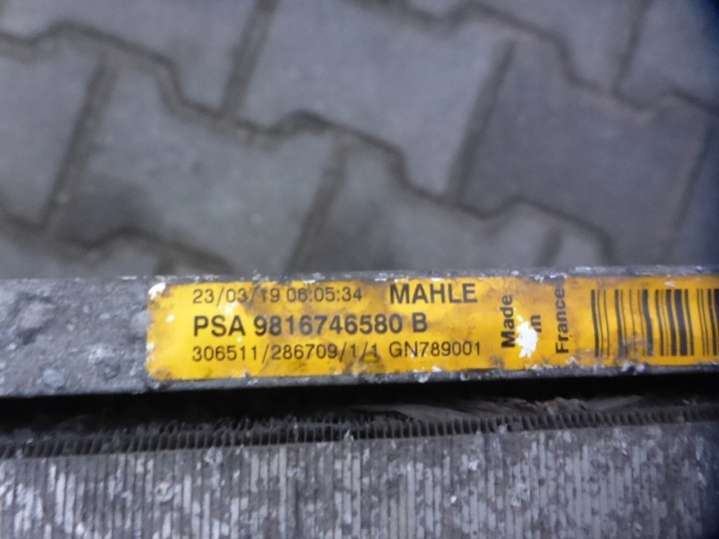 23/03/19 06:05:34 MAHLE
PSA 9816746580 B
306511/286709/1/1 GN789001
Made
in
France